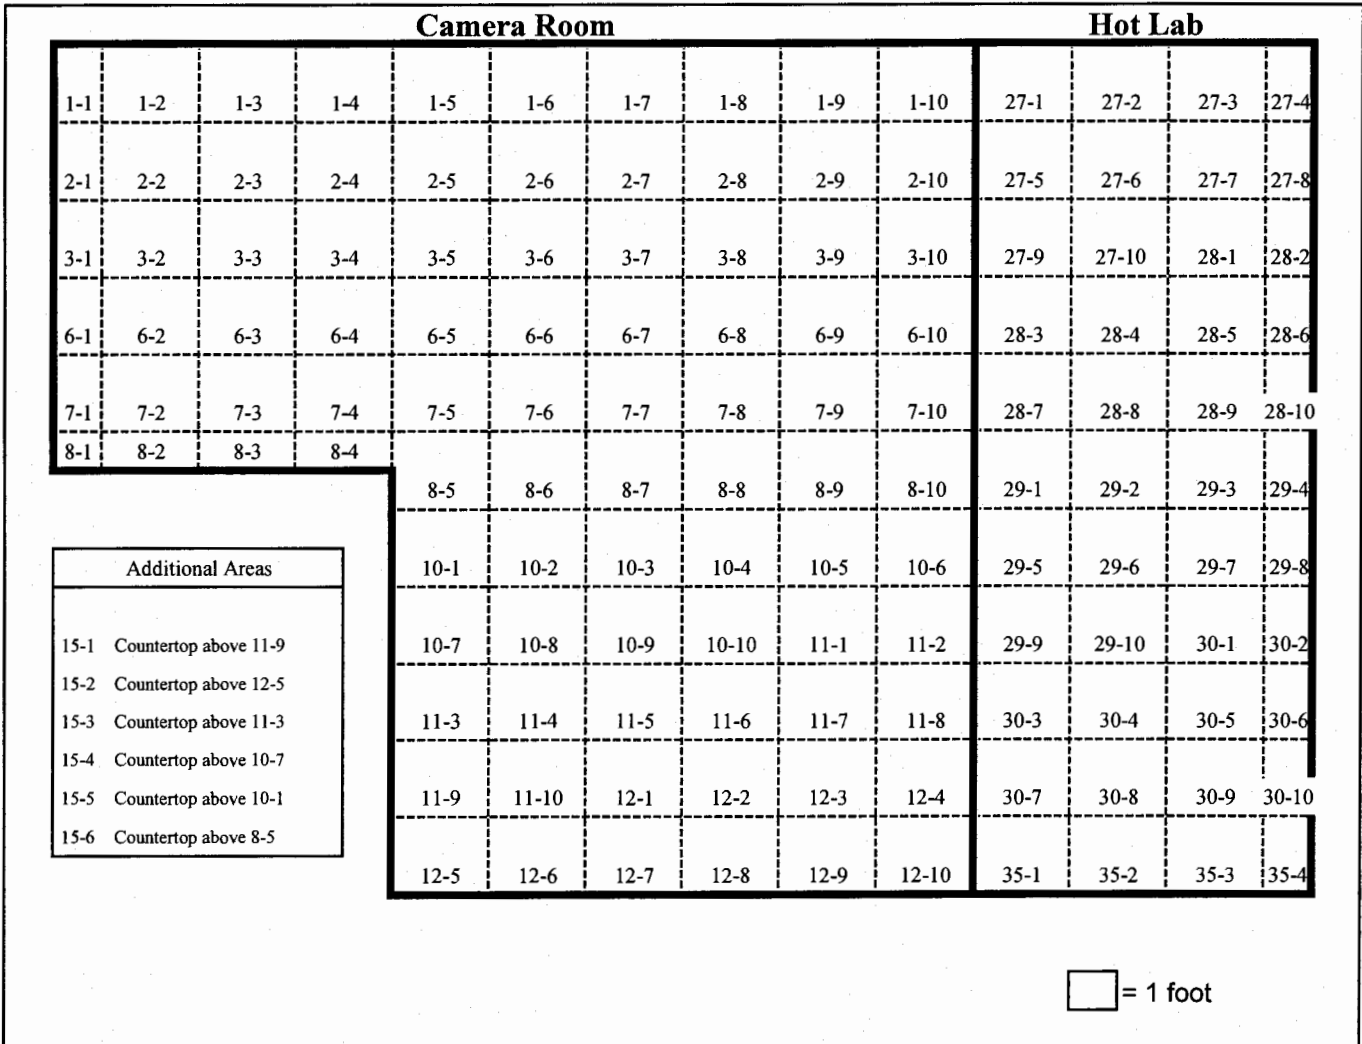 Camera Room Hot Lab
1-1 1-2 1-3 1-4 1-5 1-6 1-7 1-8 1-9 1-10 27-1 27-2 27-3 27-4
2-1 2-2 2-3 2-4 2-5 2-6 2-7 2-8 2-9 2-10 27-5 27-6 27-7 27-8
3-1 3-2 3-3 3-4 3-5 3-6 3-7 3-8 3-9 3-10 27-9 27-10 28-1 28-2
6-1 6-2 6-3 6-4 6-5 6-6 6-7 6-8 6-9 6-10 28-3 28-4 28-5 28-6
7-1 7-2 7-3 7-4 7-5 7-6 7-7 7-8 7-9 7-10 28-7 28-8 28-9 28-10
8-1 8-2 8-3 8-4
8-5 8-6 8-7 8-8 8-9 8-10 29-1 29-2 29-3 29-4
10-1 10-2 10-3 10-4 10-5 10-6 29-5 29-6 29-7 29-8
10-7 10-8 10-9 10-10 11-1 11-2 29-9 29-10 30-1 30-2
11-3 11-4 11-5 11-6 11-7 11-8 30-3 30-4 30-5 30-6
11-9 11-10 12-1 12-2 12-3 12-4 30-7 30-8 30-9 30-10
12-5 12-6 12-7 12-8 12-9 12-10 35-1 35-2 35-3 35-4
Additional Areas
15-1 Countertop above 11-9
15-2 Countertop above 12-5
15-3 Countertop above 11-3
15-4 Countertop above 10-7
15-5 Countertop above 10-1
15-6 Countertop above 8-5
= 1 foot